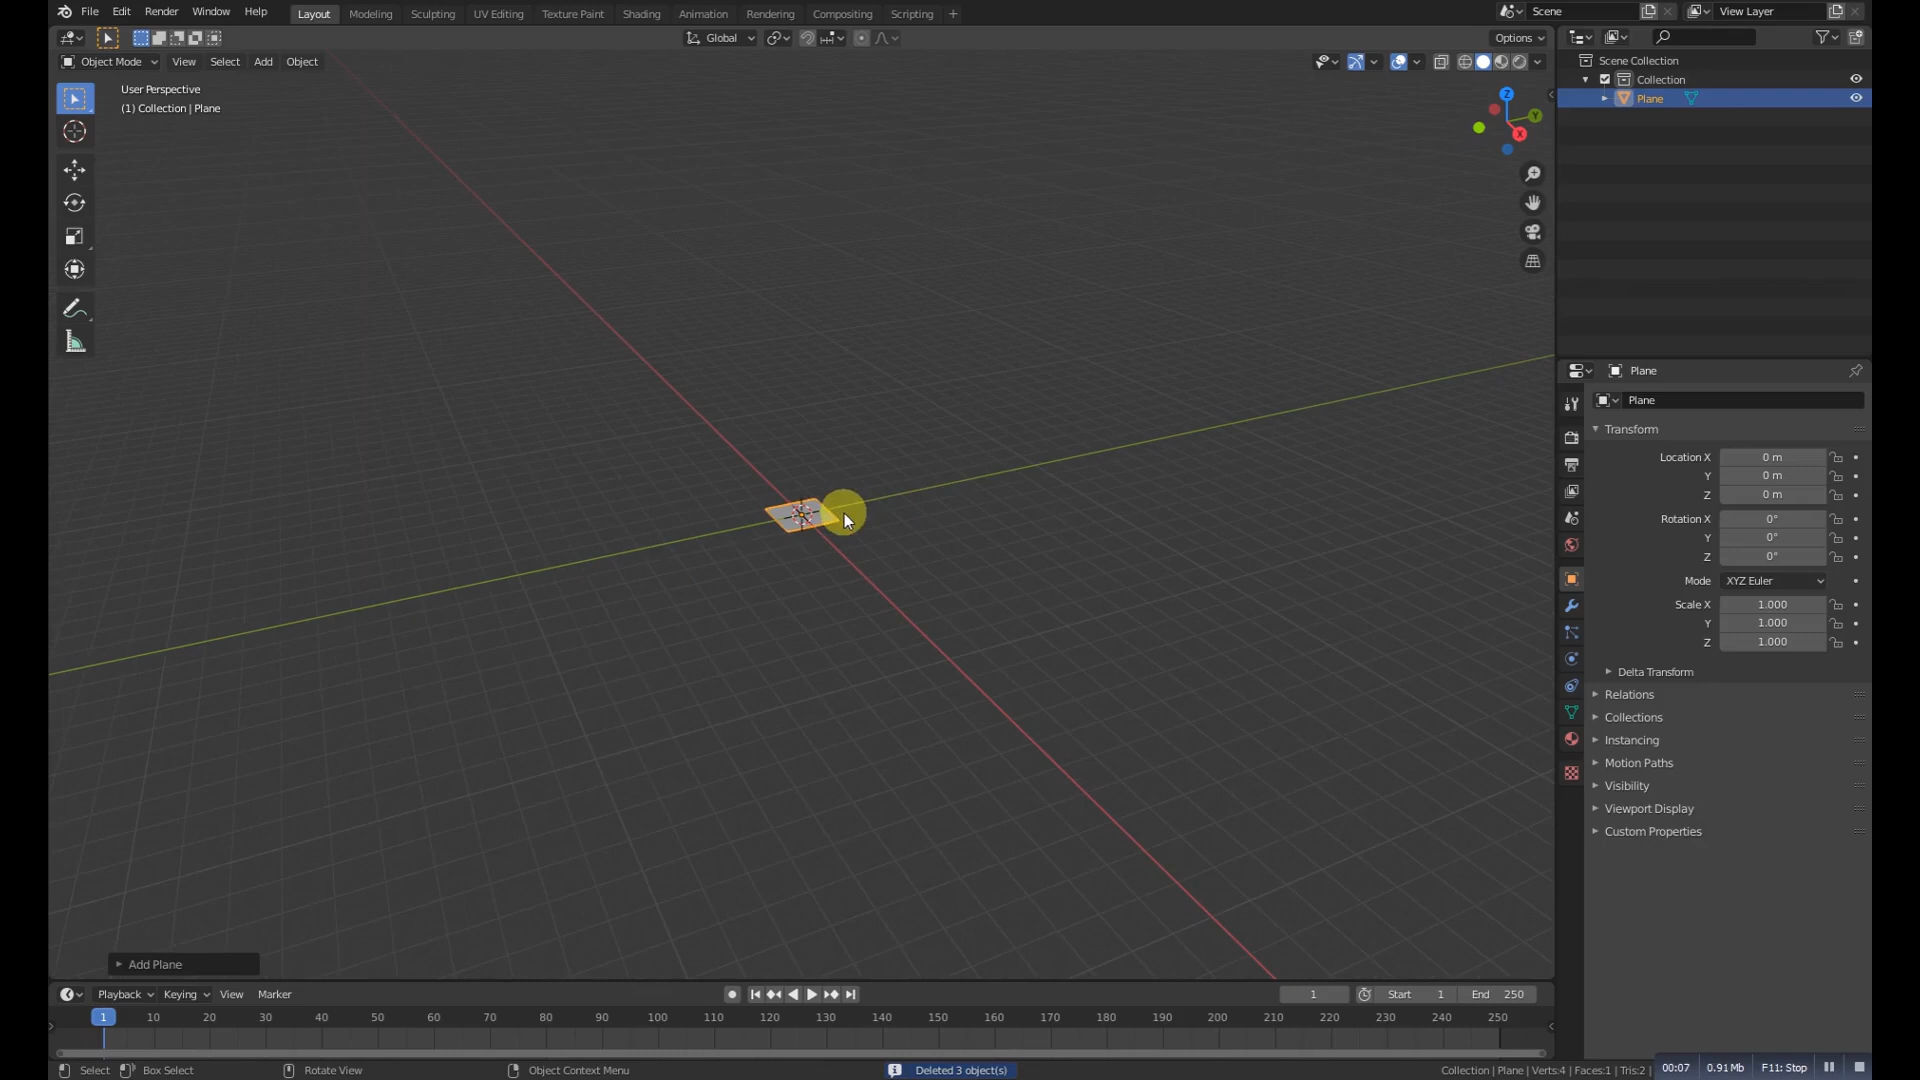 File Edit Render Window Help Layout Modeling Sculpting UV Editing Texture Paint Shading Animation Rendering Compositing Scripting + Scene View Layer
Global Options
Object Mode View Select Add Object
User Perspective
(1) Collection | Plane
Z
Y
X
Scene Collection
Collection
Plane
Plane
Plane
Transform
Location X 0 m
Y 0 m
Z 0 m
Rotation X 0°
Y 0°
Z 0°
Mode XYZ Euler
Scale X 1.000
Y 1.000
Z 1.000
Delta Transform
Relations
Collections
Instancing
Motion Paths
Visibility
Viewport Display
Custom Properties
Add Plane
Playback Keying View Marker 1 Start 1 End 250
1 10 20 30 40 50 60 70 80 90 100 110 120 130 140 150 160 170 180 190 200 210 220 230 240 250
Select Box Select Rotate View Object Context Menu Deleted 3 object(s) Collection | Plane | Verts:4 | Faces:1 | Tris:2 | 00:07 0.91Mb F11: Stop